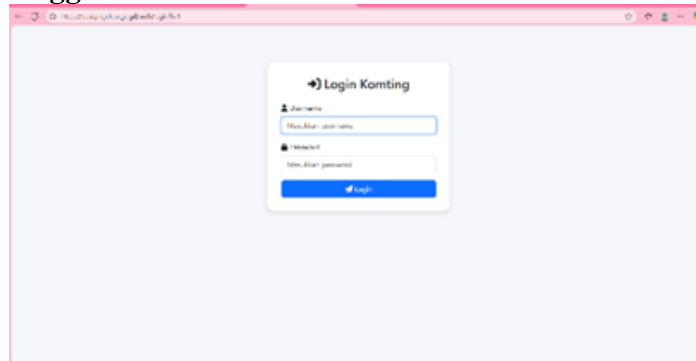 Login Komting
Username
Masukkan username
Password
Masukkan password
Login